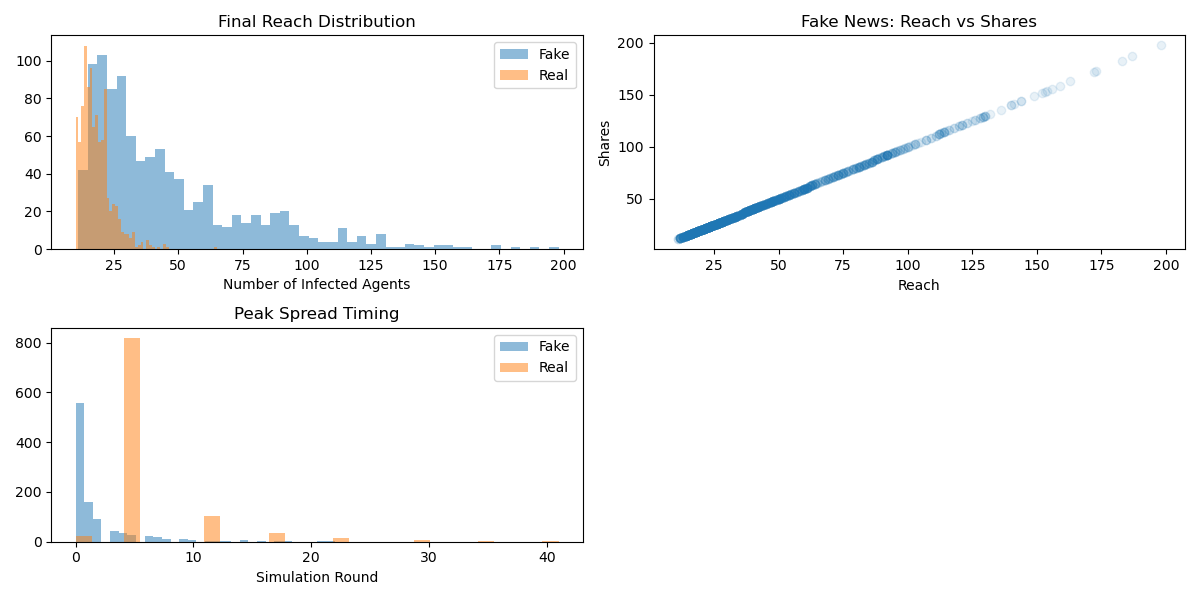 Final Reach Distribution
100
80
60
40
20
0
Fake
Real
25 50 75 100 125 150 175 200
Number of Infected Agents
Fake News: Reach vs Shares
200
150
100
50
Shares
25 50 75 100 125 150 175 200
Reach
Peak Spread Timing
800
600
400
200
0
Fake
Real
0 10 20 30 40
Simulation Round